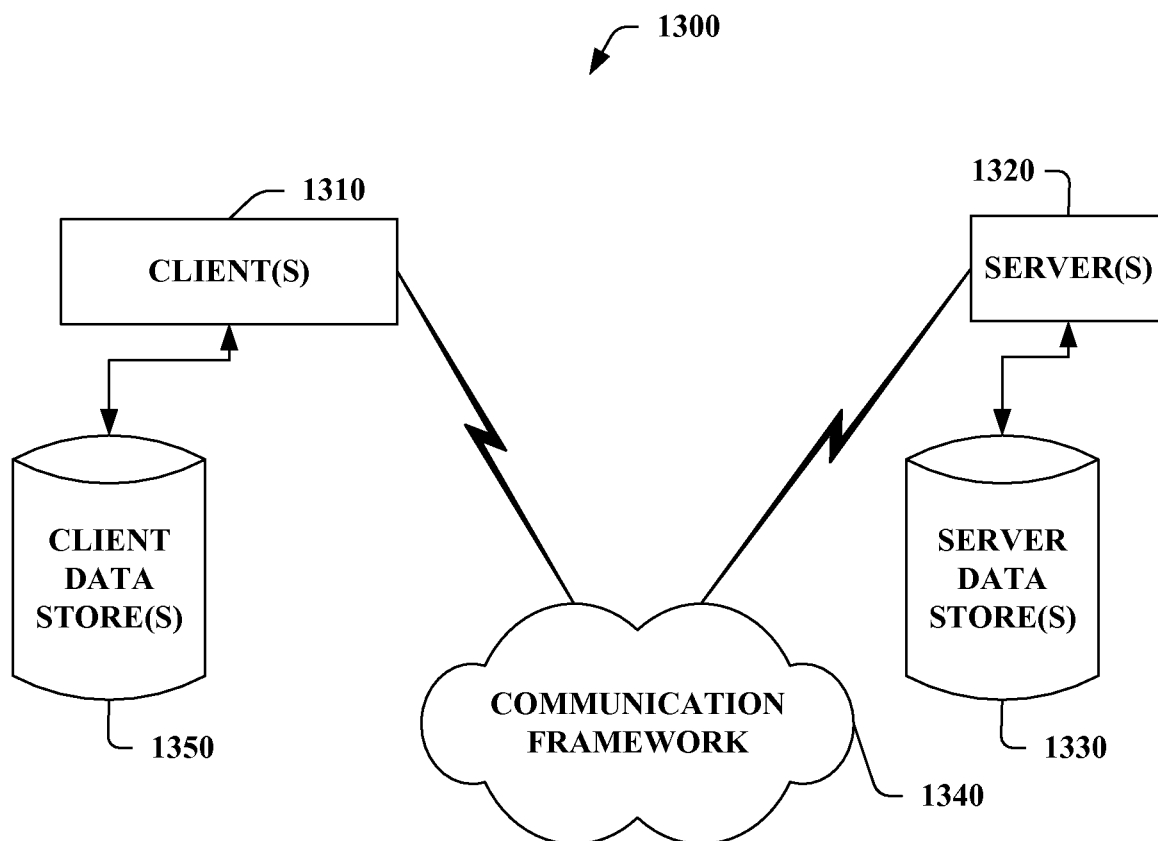 1300
1310
1320
CLIENT(S)
SERVER(S)
CLIENT
DATA
STORE(S)
SERVER
DATA
STORE(S)
COMMUNICATION
FRAMEWORK
1350
1330
1340